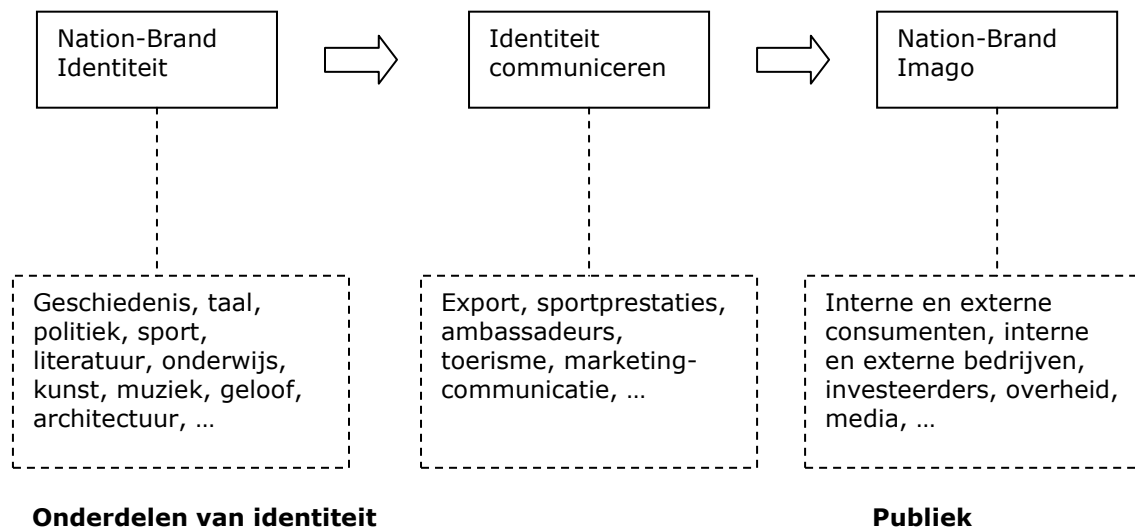 Nation-Brand
Identiteit
Identiteit
communiceren
Nation-Brand
Imago
Geschiedenis, taal,
politiek, sport,
literatuur, onderwijs,
kunst, muziek, geloof,
architectuur, …
Export, sportprestaties,
ambassadeurs,
toerisme, marketing-
communicatie, …
Interne en externe
consumenten, interne
en externe bedrijven,
investeerders, overheid,
media, …
Onderdelen van identiteit
Publiek